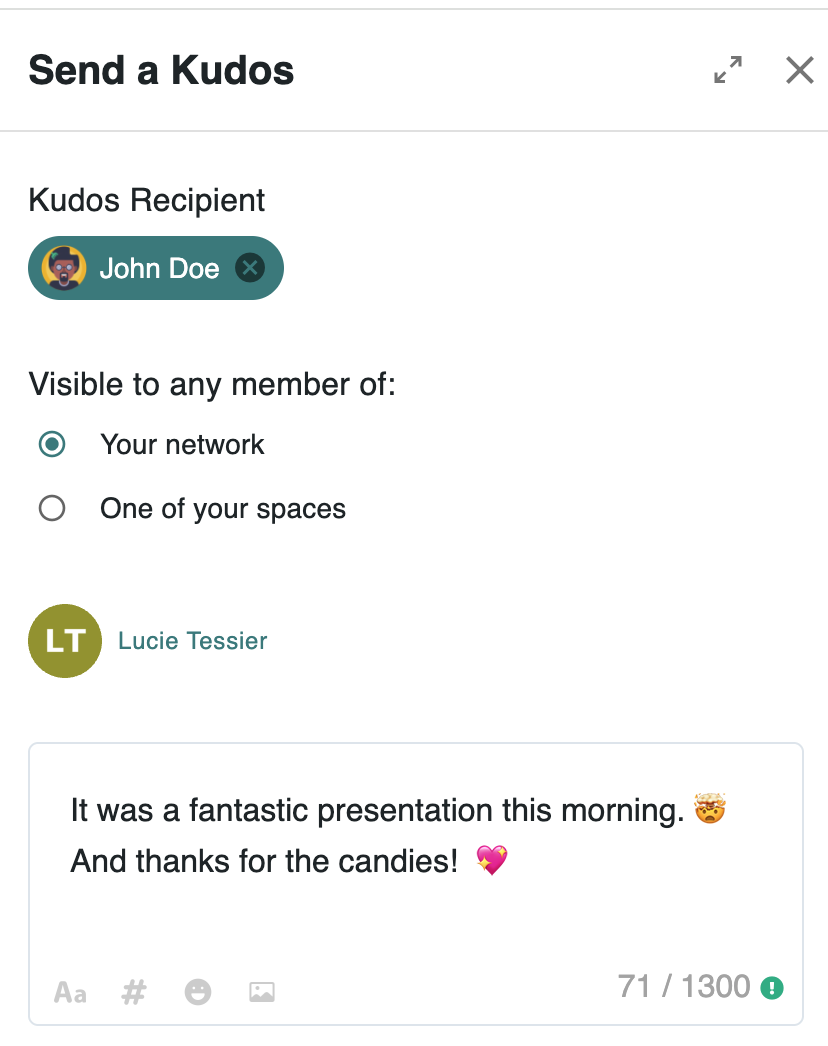 Send a Kudos
Kudos Recipient
John Doe
Visible to any member of:
Your network
One of your spaces
LT Lucie Tessier
It was a fantastic presentation this morning. 🤯
And thanks for the candies! 💖
Aa # 71 / 1300